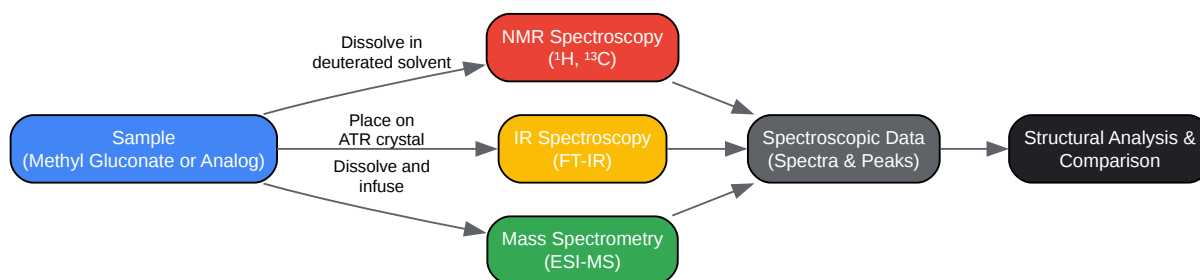 Sample
(Methyl Gluconate or Analog)
Dissolve in
deuterated solvent
Place on
ATR crystal
Dissolve and
infuse
NMR Spectroscopy
(¹H, ¹³C)
IR Spectroscopy
(FT-IR)
Mass Spectrometry
(ESI-MS)
Spectroscopic Data
(Spectra & Peaks)
Structural Analysis &
Comparison